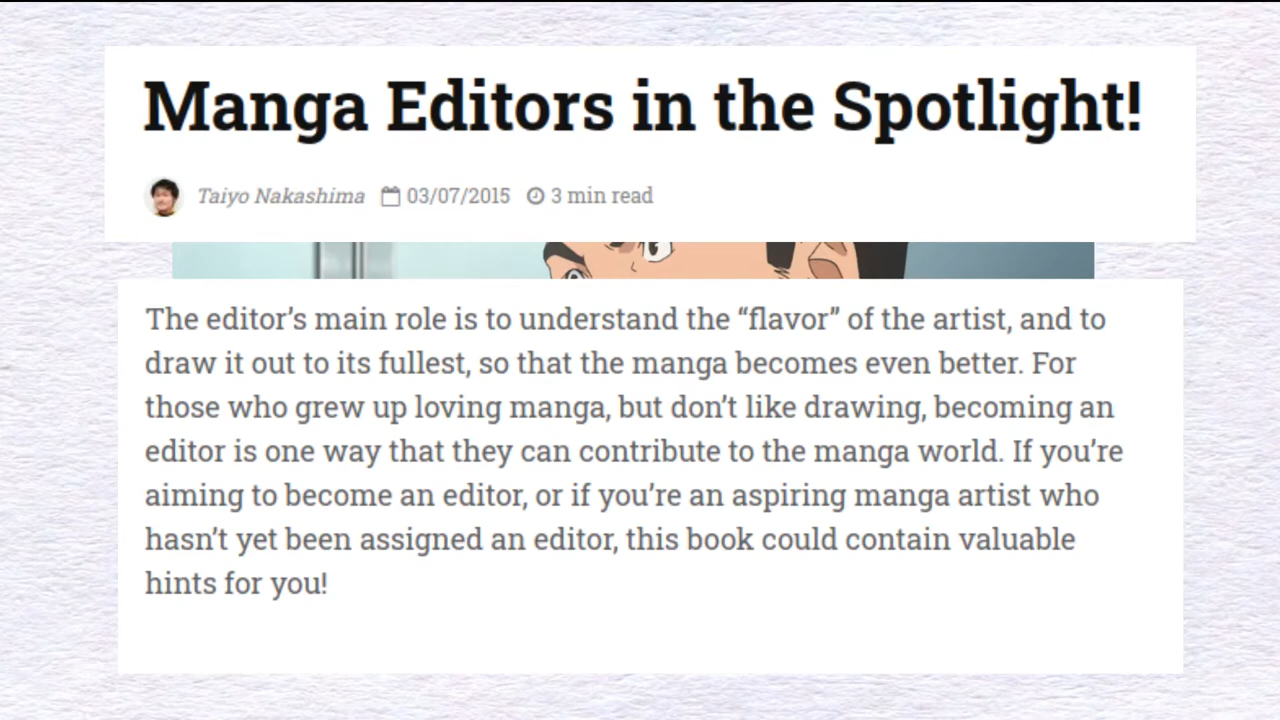 Manga Editors in the Spotlight!
Taiyo Nakashima 03/07/2015 3 min read
The editor’s main role is to understand the “flavor” of the artist, and to
draw it out to its fullest, so that the manga becomes even better. For
those who grew up loving manga, but don’t like drawing, becoming an
editor is one way that they can contribute to the manga world. If you’re
aiming to become an editor, or if you’re an aspiring manga artist who
hasn’t yet been assigned an editor, this book could contain valuable
hints for you!